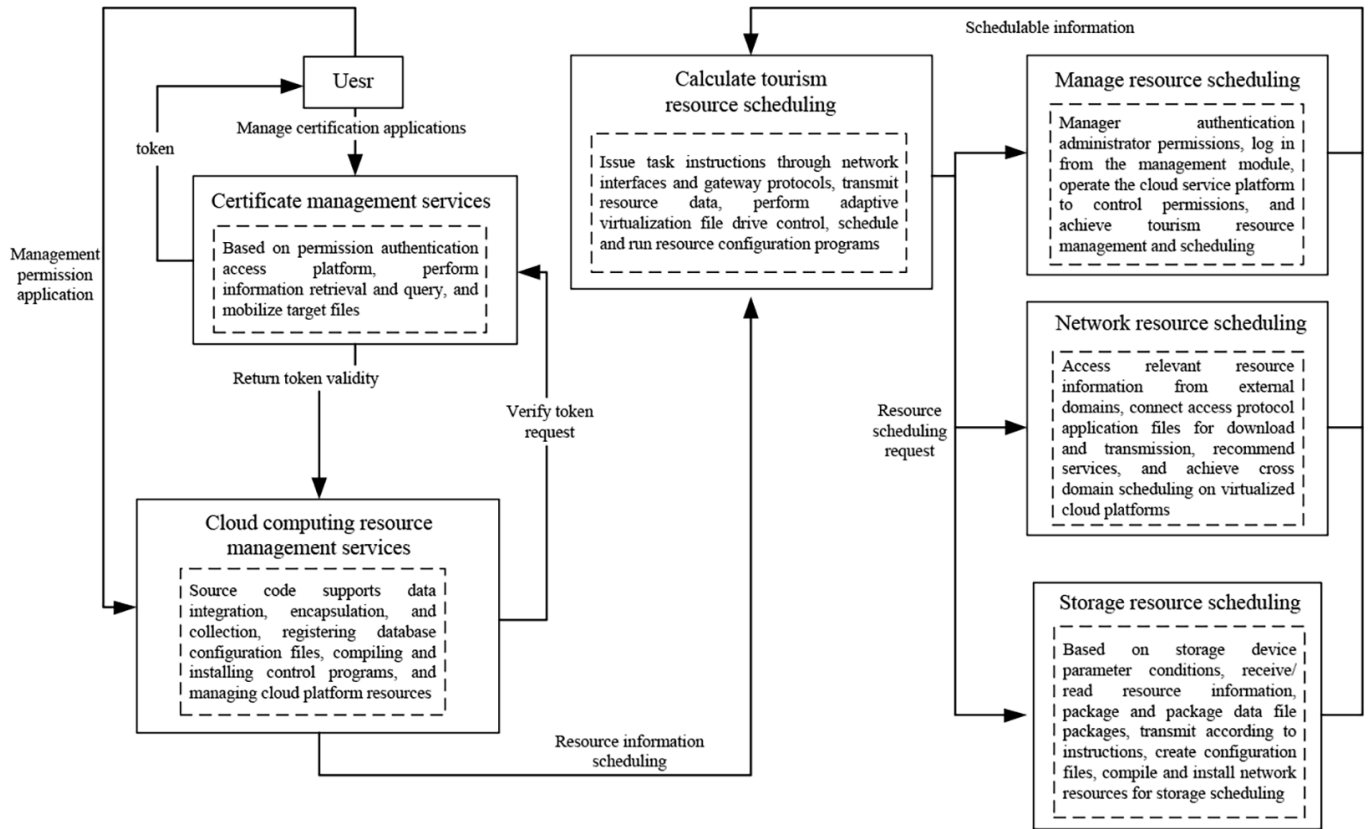 Uesr
Manage certification applications
token
Certificate management services
Based on permission authentication
access platform, perform
information retrieval and query, and
mobilize target files
Management
permission
application
Return token validity
Verify token
request
Cloud computing resource
management services
Source code supports data
integration, encapsulation, and
collection, registering database
configuration files, compiling and
installing control programs, and
managing cloud platform resources
Resource information
scheduling
Calculate tourism
resource scheduling
Issue task instructions through network
interfaces and gateway protocols, transmit
resource data, perform adaptive
virtualization file drive control, schedule
and run resource configuration programs
Schedulable information
Resource
scheduling
request
Manage resource scheduling
Manager authentication
administrator permissions, log in
from the management module,
operate the cloud service platform
to control permissions, and
achieve tourism resource
management and scheduling
Network resource scheduling
Access relevant resource
information from external
domains, connect access protocol
application files for download
and transmission, recommend
services, and achieve cross
domain scheduling on virtualized
cloud platforms
Storage resource scheduling
Based on storage device
parameter conditions, receive/
read resource information,
package and package data file
packages, transmit according to
instructions, create configuration
files, compile and install network
resources for storage scheduling